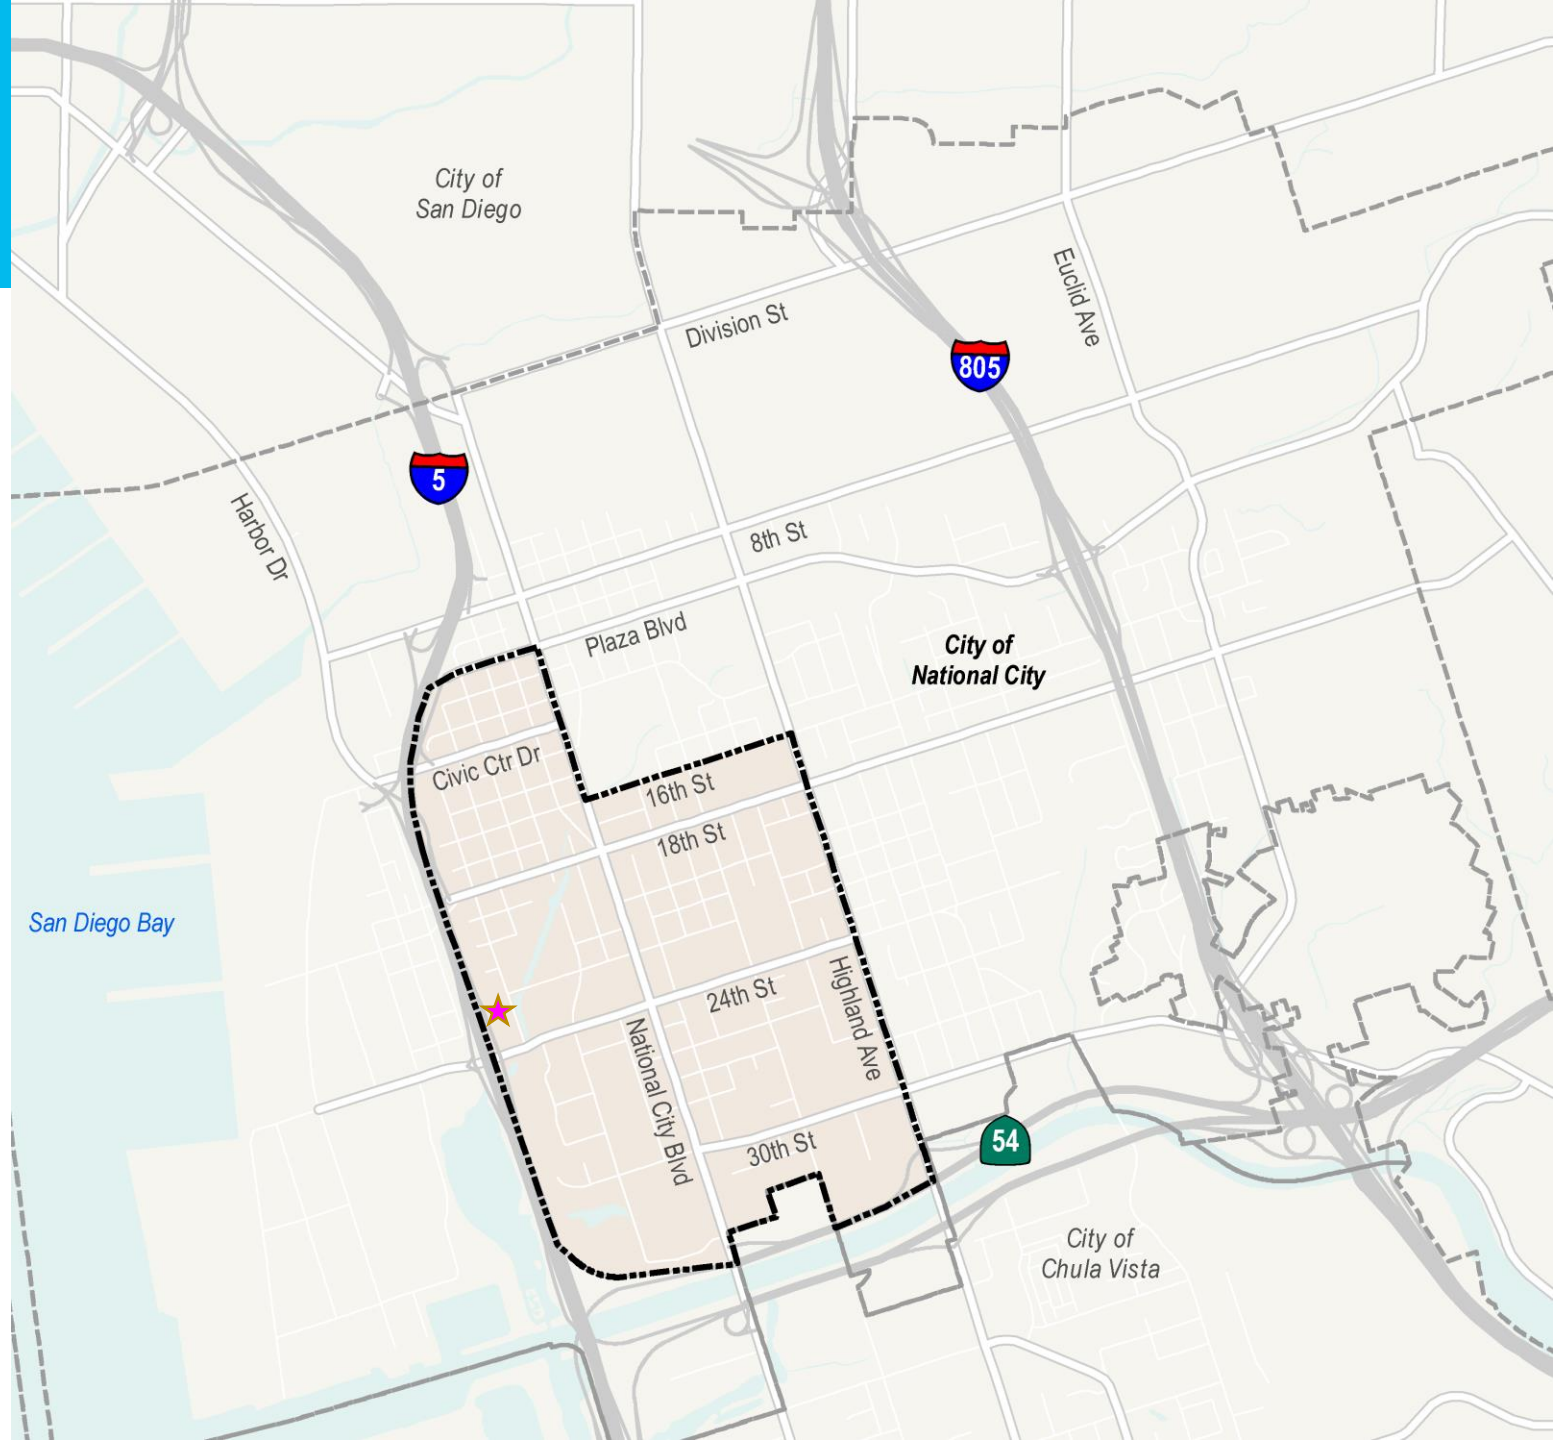 City of
San Diego
Euclid Ave
Division St
805
5
Harbor Dr
8th St
Plaza Blvd
City of
National City
Civic Ctr Dr
16th St
18th St
San Diego Bay
Highland Ave
24th St
National City Blvd
30th St
54
City of
Chula Vista